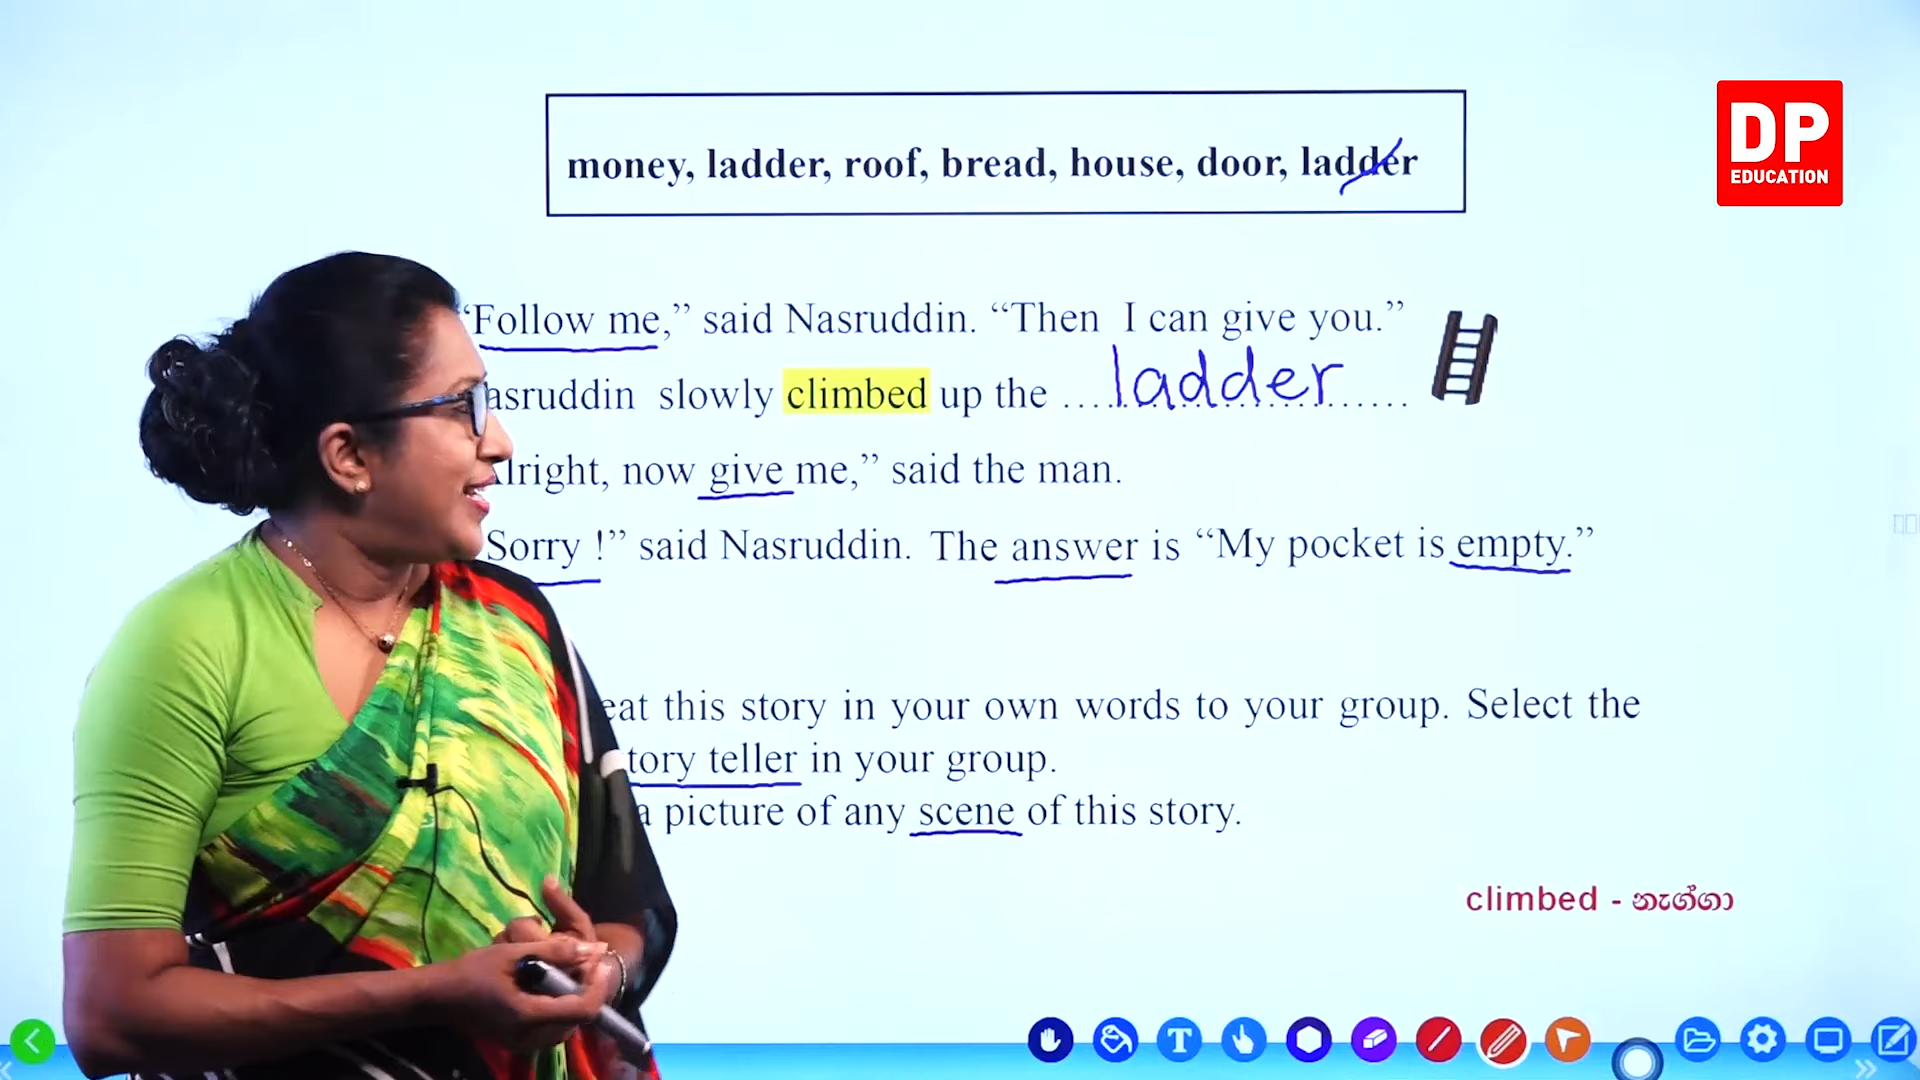 DP
EDUCATION
money, ladder, roof, bread, house, door, ladder
“Follow me,” said Nasruddin. “Then I can give you.”
asruddin slowly climbed up the .... ladder ....
lright, now give me,” said the man.
Sorry !” said Nasruddin. The answer is “My pocket is empty.”
eat this story in your own words to your group. Select the
tory teller in your group.
a picture of any scene of this story.
climbed - නැග්ගා